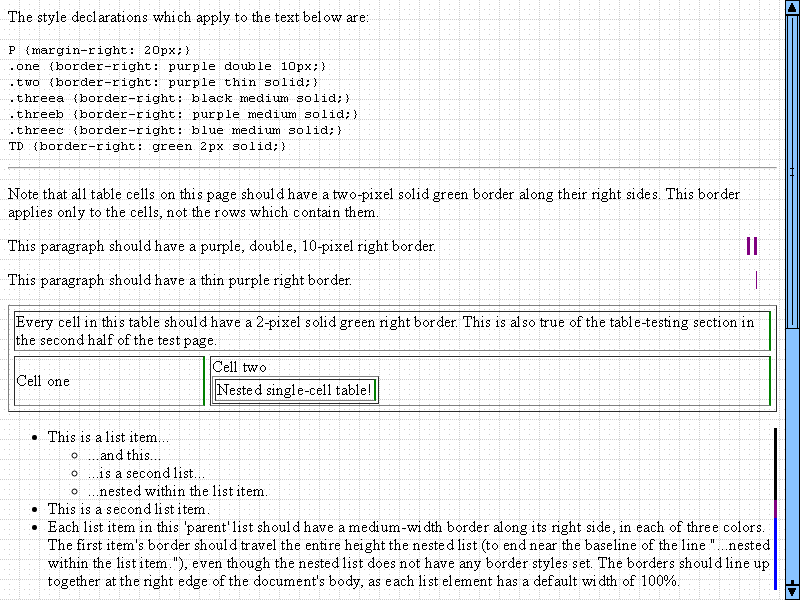 The style declarations which apply to the text below are:
P {margin-right: 20px;}
.one {border-right: purple double 10px;}
.two {border-right: purple thin solid;}
.threea {border-right: black medium solid;}
.threeb {border-right: purple medium solid;}
.threec {border-right: blue medium solid;}
TD {border-right: green 2px solid;}
Note that all table cells on this page should have a two-pixel solid green border along their right sides. This border
applies only to the cells, not the rows which contain them.
This paragraph should have a purple, double, 10-pixel right border.
This paragraph should have a thin purple right border.
Every cell in this table should have a 2-pixel solid green right border. This is also true of the table-testing section in
the second half of the test page.
Cell one
Cell two
Nested single-cell table!
This is a list item...
...and this...
...is a second list...
...nested within the list item.
This is a second list item.
Each list item in this 'parent' list should have a medium-width border along its right side, in each of three colors.
The first item's border should travel the entire height the nested list (to end near the baseline of the line "...nested
within the list item."), even though the nested list does not have any border styles set. The borders should line up
together at the right edge of the document's body, as each list element has a default width of 100%.